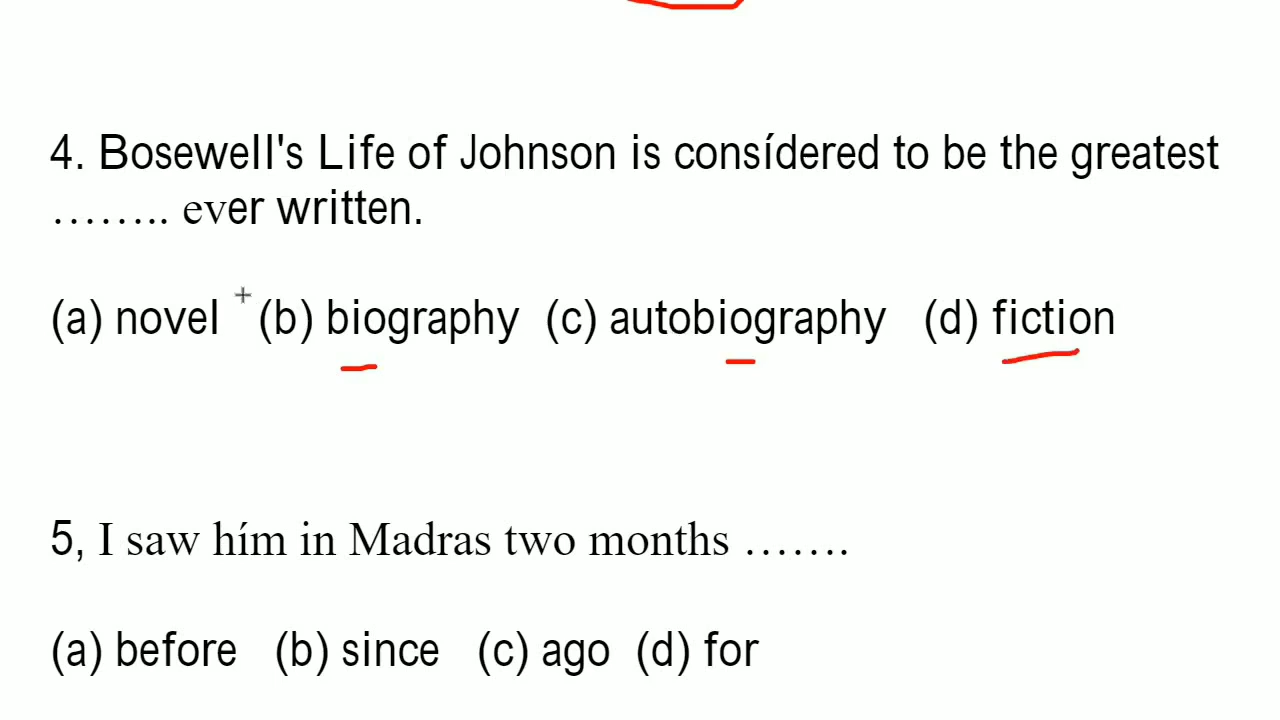 4. Bosewell's Life of Johnson is consídered to be the greatest
…….. ever written.
(a) novel (b) biography (c) autobiography (d) fiction
5, I saw hím in Madras two months …….
(a) before (b) since (c) ago (d) for